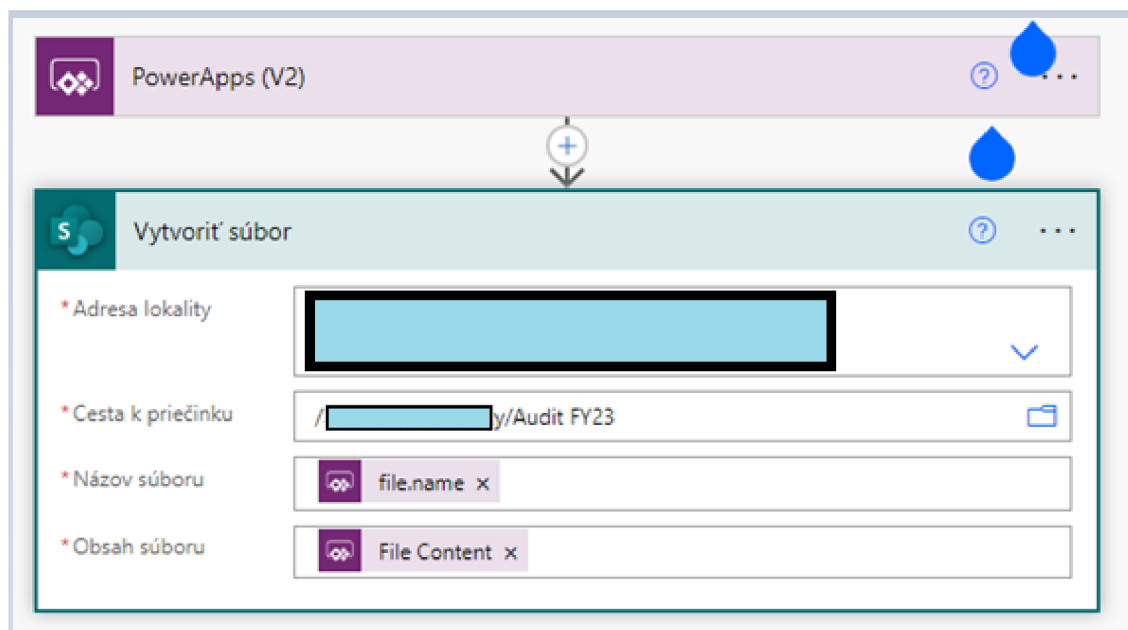 PowerApps (V2)
Vytvoriť súbor
*Adresa lokality
*Cesta k priečinku
/ y/Audit FY23
*Názov súboru
file.name
*Obsah súboru
File Content